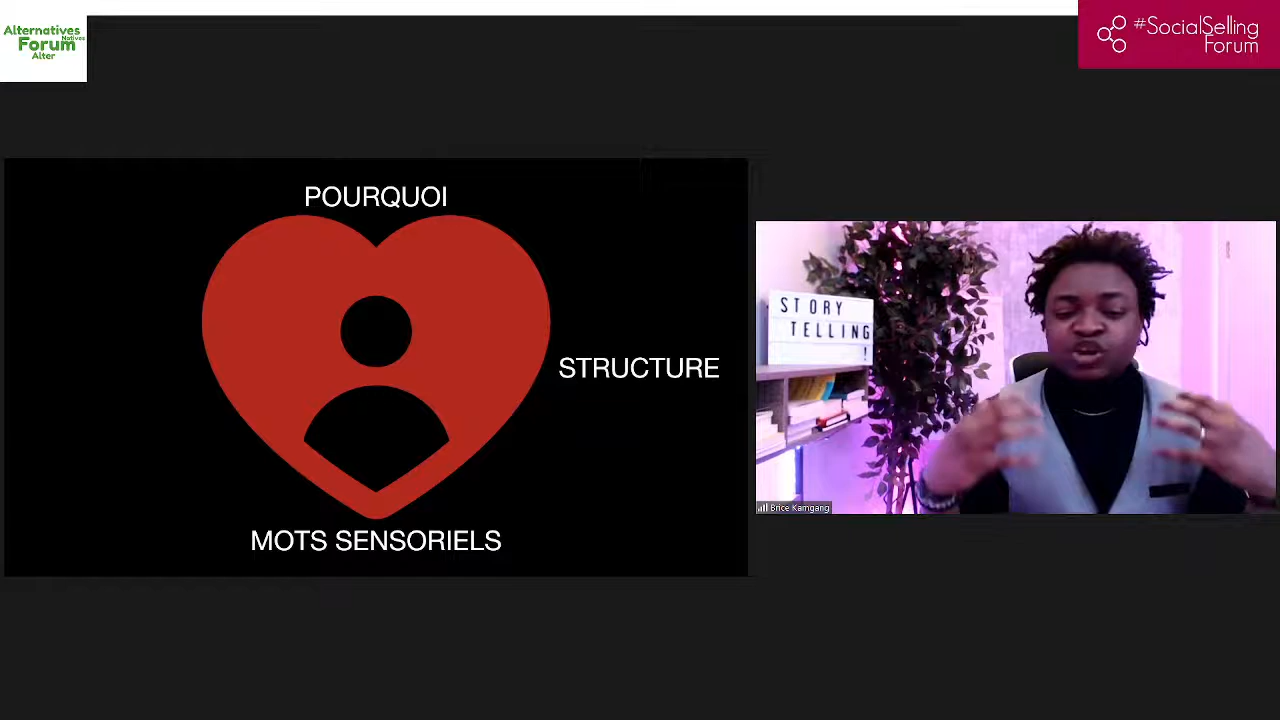 Alternatives
Natives
Forum
Alter
#SocialSelling
Forum
POURQUOI
STRUCTURE
MOTS SENSORIELS
STORY
TELLING
!
Brice Kamgang